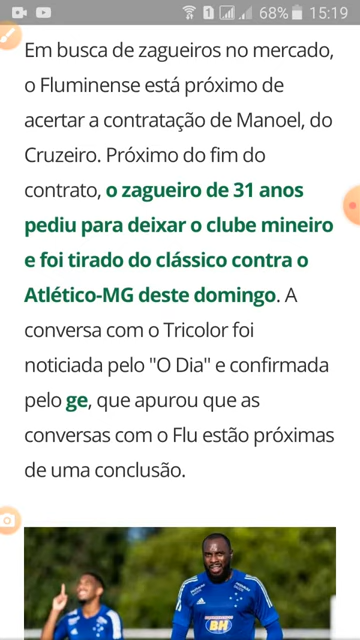 68% 15:19
Em busca de zagueiros no mercado,
o Fluminense está próximo de
acertar a contratação de Manoel, do
Cruzeiro. Próximo do fim do
contrato, o zagueiro de 31 anos
pediu para deixar o clube mineiro
e foi tirado do clássico contra o
Atlético-MG deste domingo. A
conversa com o Tricolor foi
noticiada pelo "O Dia" e confirmada
pelo ge, que apurou que as
conversas com o Flu estão próximas
de uma conclusão.
BH